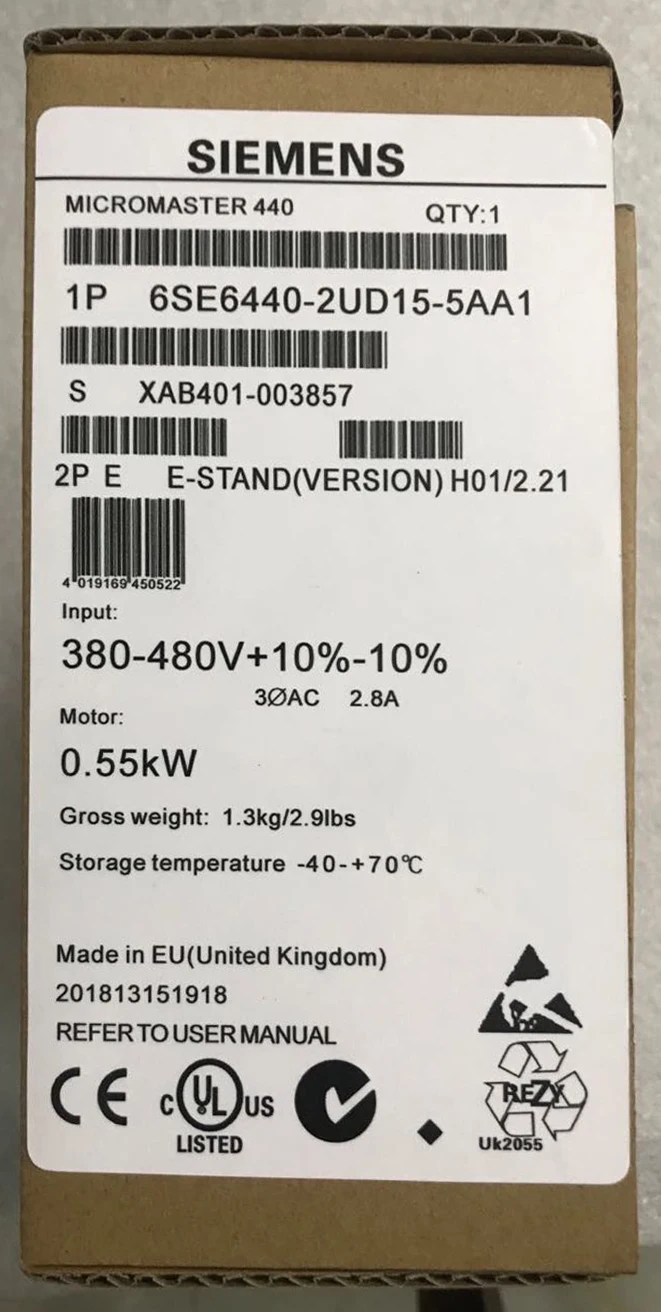 SIEMENS
MICROMASTER 440 QTY:1
1P 6SE6440-2UD15-5AA1
S XAB401-003857
2P E E-STAND(VERSION) H01/2.21
4 019169 450522
Input:
380-480V+10%-10%
3ØAC 2.8A
Motor:
0.55kW
Gross weight: 1.3kg/2.9lbs
Storage temperature -40-+70℃
Made in EU(United Kingdom)
201813151918
REFER TO USER MANUAL
CE C UL US
LISTED
REZY
Uk2055